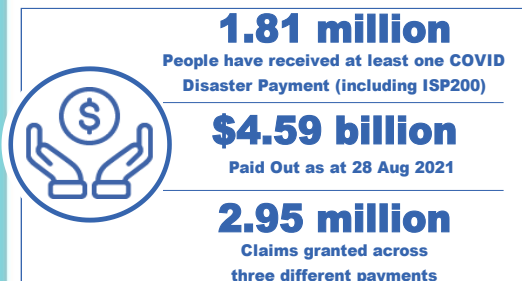 1.81 million
People have received at least one COVID
Disaster Payment (including ISP200)
$
$4.59 billion
Paid Out as at 28 Aug 2021
2.95 million
Claims granted across
three different payments